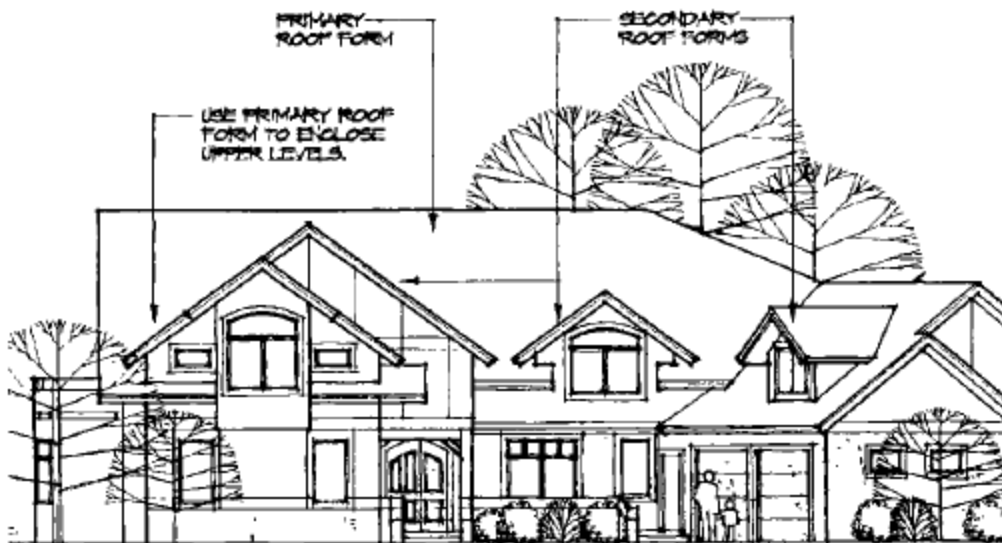 PRIMARY
ROOF FORM
SECONDARY
ROOF FORMS
USE PRIMARY ROOF
FORM TO ENCLOSE
UPPER LEVELS.